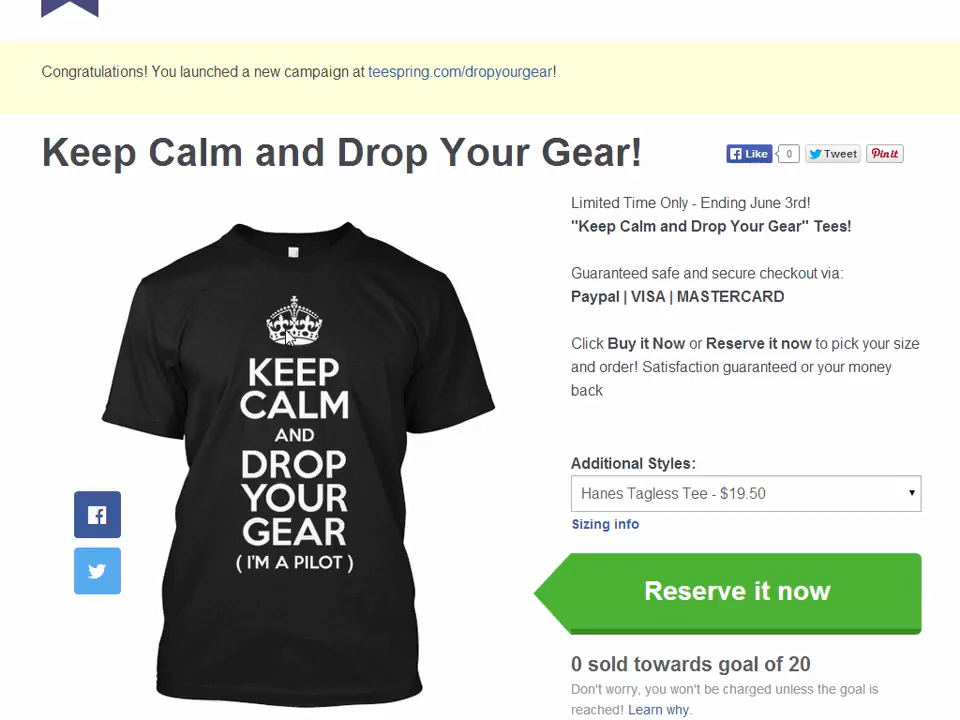 Congratulations! You launched a new campaign at teespring.com/dropyourgear!
Keep Calm and Drop Your Gear!
Like
0
Tweet
Pinit
Limited Time Only - Ending June 3rd!
"Keep Calm and Drop Your Gear" Tees!
Guaranteed safe and secure checkout via:
Paypal | VISA | MASTERCARD
Click Buy it Now or Reserve it now to pick your size
and order! Satisfaction guaranteed or your money
back
KEEP
CALM
AND
DROP
YOUR
GEAR
( I'M A PILOT )
Additional Styles:
Hanes Tagless Tee - $19.50
Sizing info
Reserve it now
0 sold towards goal of 20
Don't worry, you won't be charged unless the goal is
reached! Learn why.